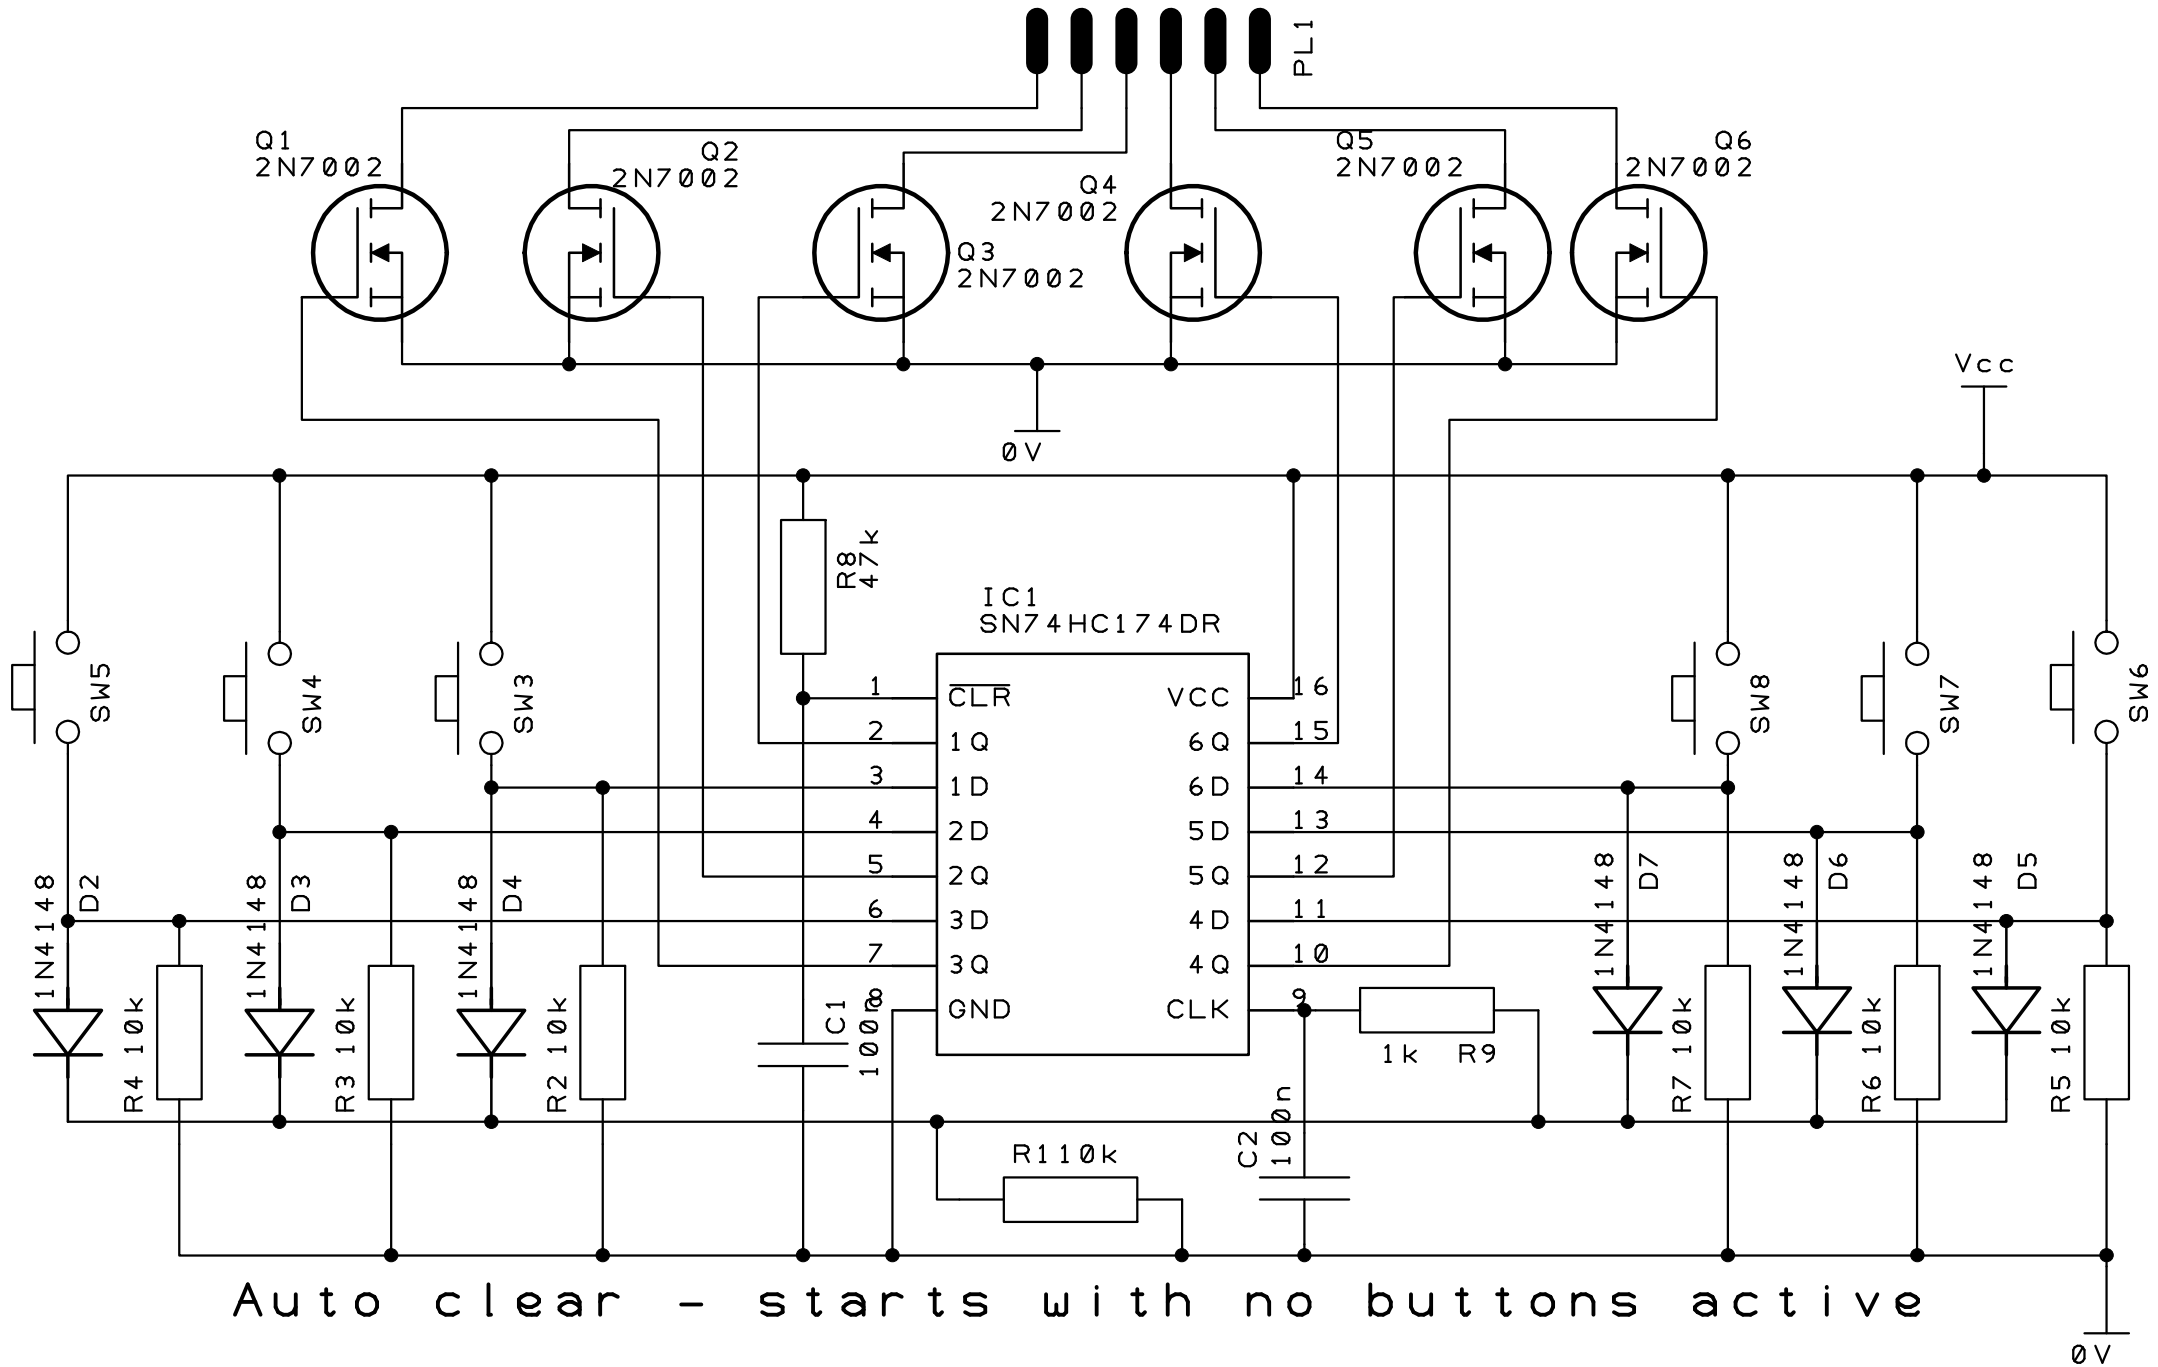 PL1
Q1
2N7002
Q2
2N7002
Q3
2N7002
Q4
2N7002
Q5
2N7002
Q6
2N7002
Vcc
0V
R8
47k
IC1
SN74HC174DR
1 CLR
2 1Q
3 1D
4 2D
5 2Q
6 3D
7 3Q
8 GND
VCC 16
6Q 15
6D 14
5D 13
5Q 12
4D 11
4Q 10
CLK 9
SW5
SW4
SW3
SW8
SW7
SW6
1N4148
D2
1N4148
D3
1N4148
D4
1N4148
D7
1N4148
D6
1N4148
D5
R4 10k
R3 10k
R2 10k
C1
100n
1k R9
R7 10k
R6 10k
R5 10k
R1 10k
C2
100n
Auto clear - starts with no buttons active
0V